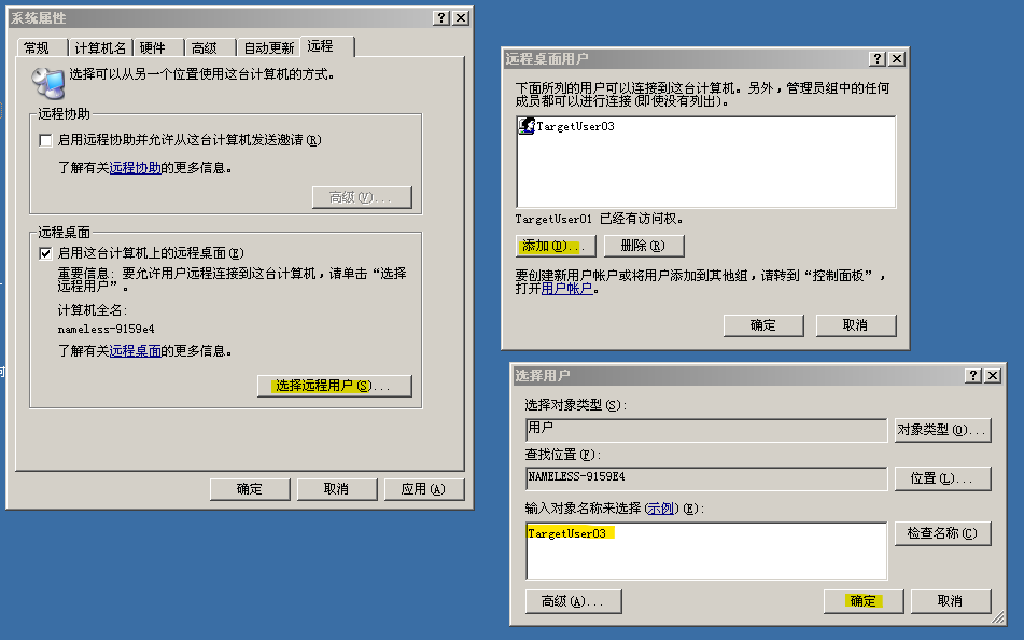 系统属性
常规
计算机名
硬件
高级
自动更新
远程
选择可以从另一个位置使用这台计算机的方式。
远程协助
启用远程协助并允许从这台计算机发送邀请(R)
了解有关远程协助的更多信息。
高级(V)...
远程桌面
启用这台计算机上的远程桌面(E)
重要信息: 要允许用户远程连接到这台计算机,请单击“选择
远程用户”。
计算机全名:
nameless-9159e4
了解有关远程桌面的更多信息。
选择远程用户(S)...
确定
取消
应用(A)
远程桌面用户
下面所列的用户可以连接到这台计算机。另外,管理员组中的任何
成员都可以进行连接(即使没有列出)。
TargetUser03
TargetUser01 已经有访问权。
添加(D)...
删除(R)
要创建新用户帐户或将用户添加到其他组,请转到“控制面板”,
打开用户帐户。
确定
取消
选择用户
选择对象类型(S):
用户
对象类型(O)...
查找位置(F):
NAMELESS-9159E4
位置(L)...
输入对象名称来选择(示例)(E):
TargetUser03
检查名称(C)
高级(A)...
确定
取消